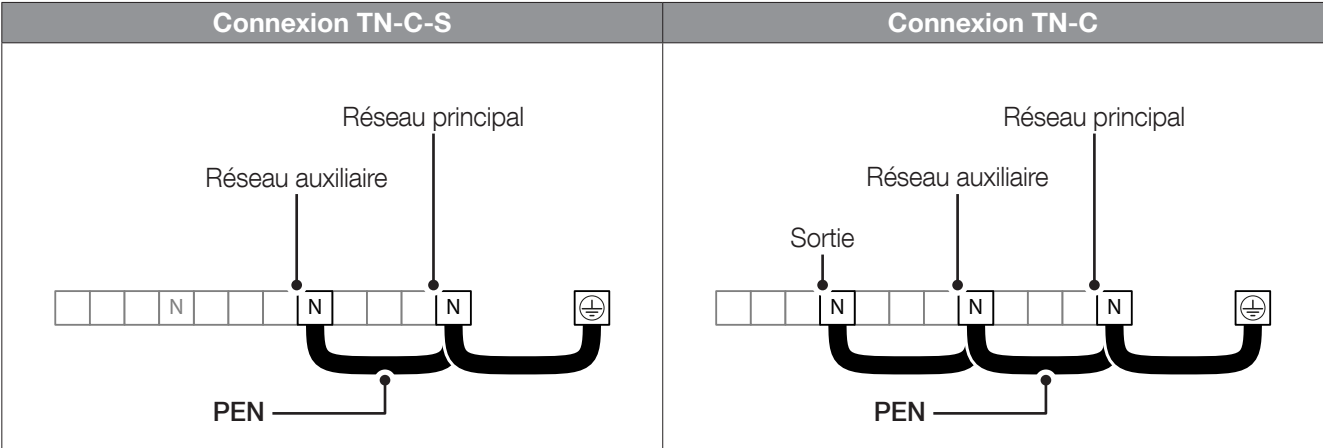 Connexion TN-C-S
Réseau principal
Réseau auxiliaire
N
N
N
PEN
Connexion TN-C
Réseau principal
Réseau auxiliaire
Sortie
N
N
N
PEN